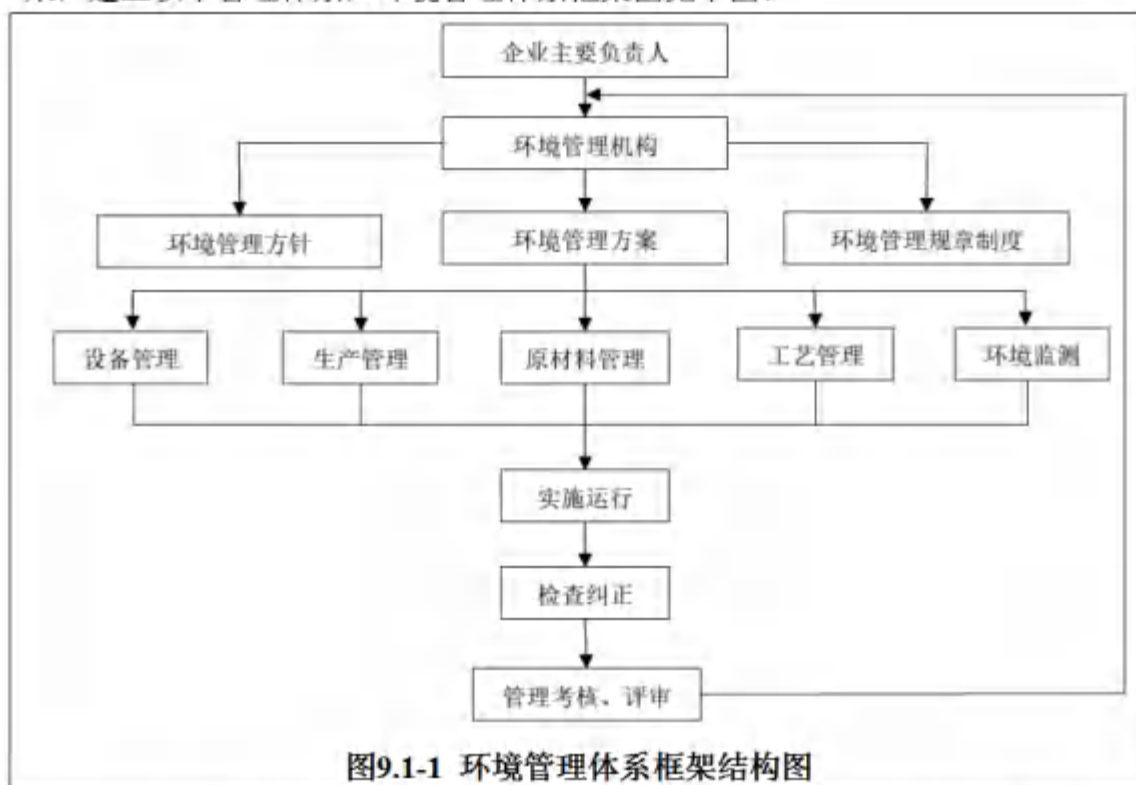 企业主要负责人
环境管理机构
环境管理方针
环境管理方案
环境管理规章制度
设备管理
生产管理
原材料管理
工艺管理
环境监测
实施运行
检查纠正
管理考核、评审
图9.1-1 环境管理体系框架结构图